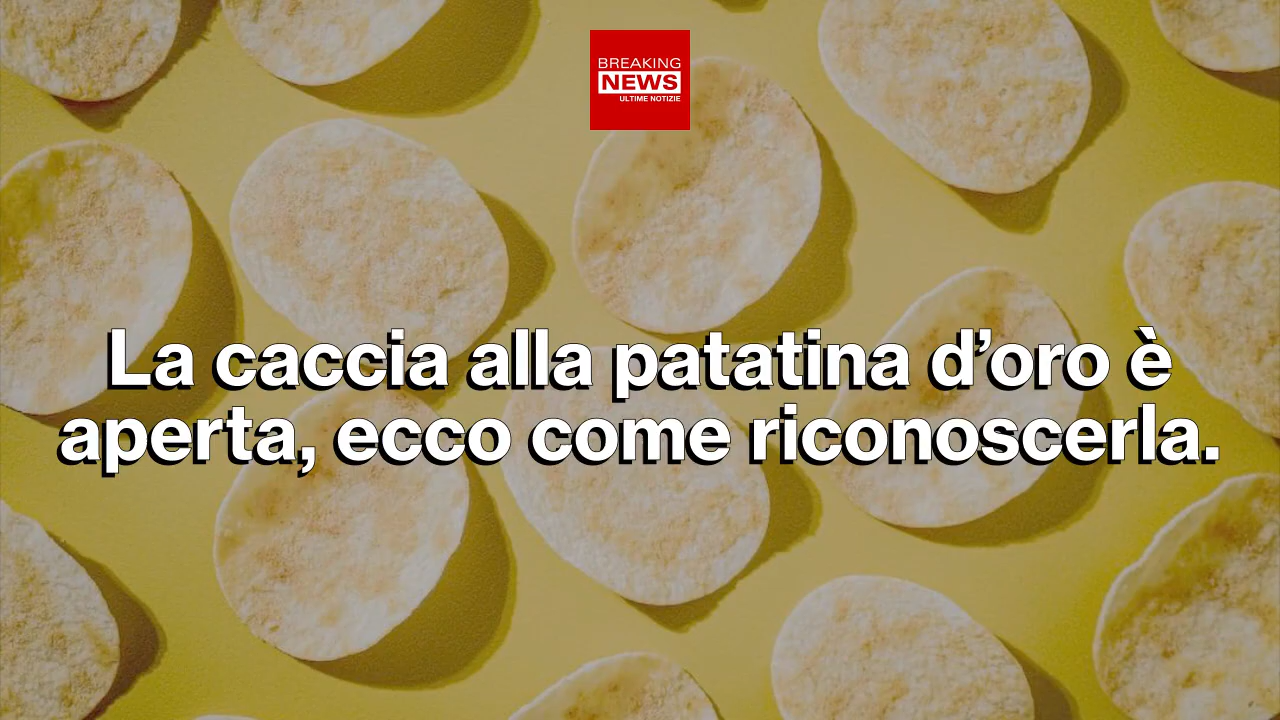 BREAKING
NEWS
ULTIME NOTIZIE
La caccia alla patatina d’oro è
aperta, ecco come riconoscerla.